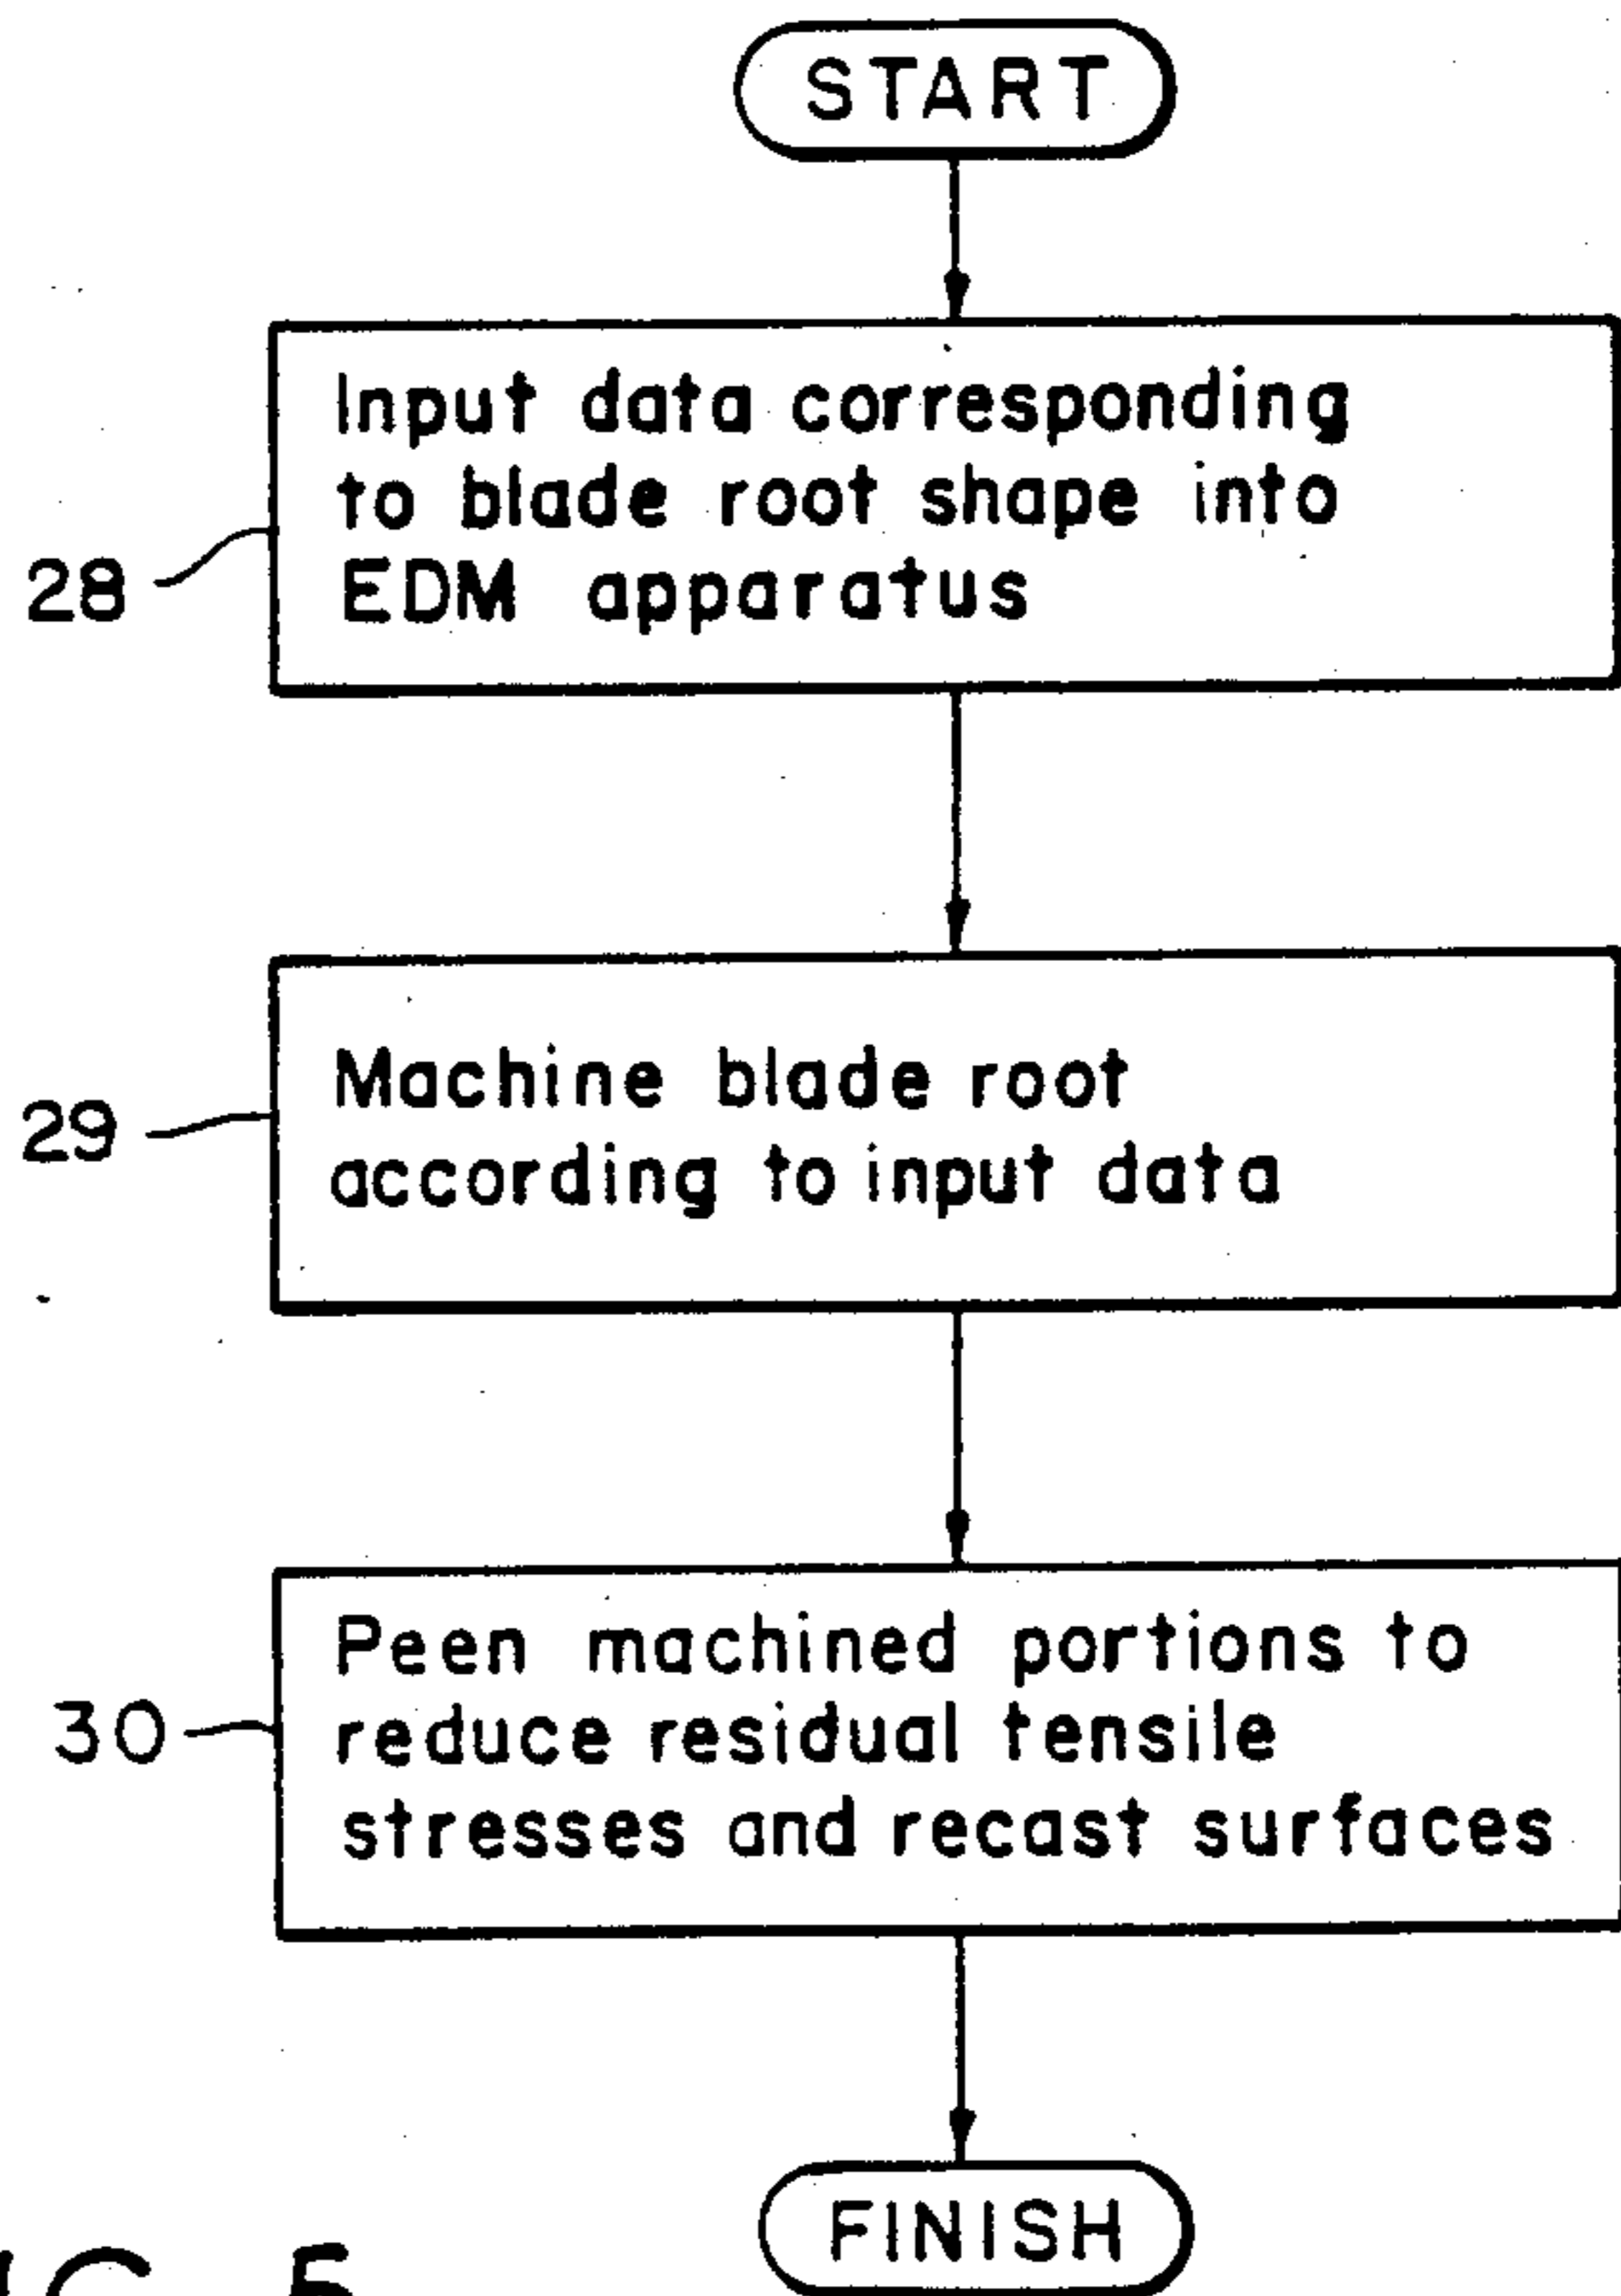 START
Input data corresponding
to blade root shape into
EDM apparatus
28
Machine blade root
according to input data
29
Peen machined portions to
reduce residual tensile
stresses and recast surfaces
30
FINISH